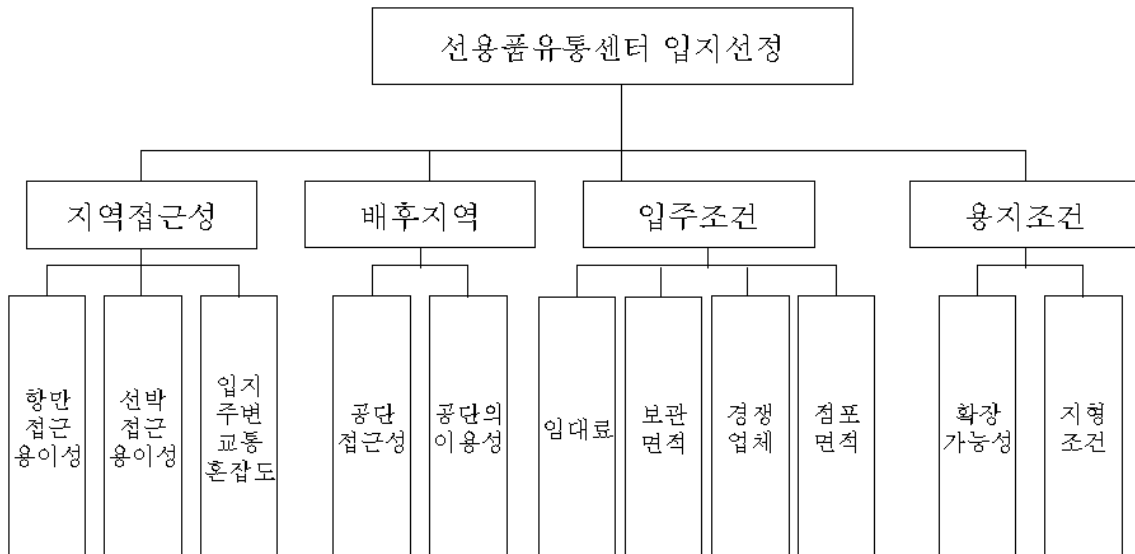 선용품유통센터 입지선정
지역접근성
배후지역
입주조건
용지조건
항만
접근
용이성
선박
접근
용이성
입지
주변
교통
혼잡도
공단
접근성
공단의
이용성
임대료
보관
면적
경쟁
업체
점포
면적
확장
가능성
지형
조건